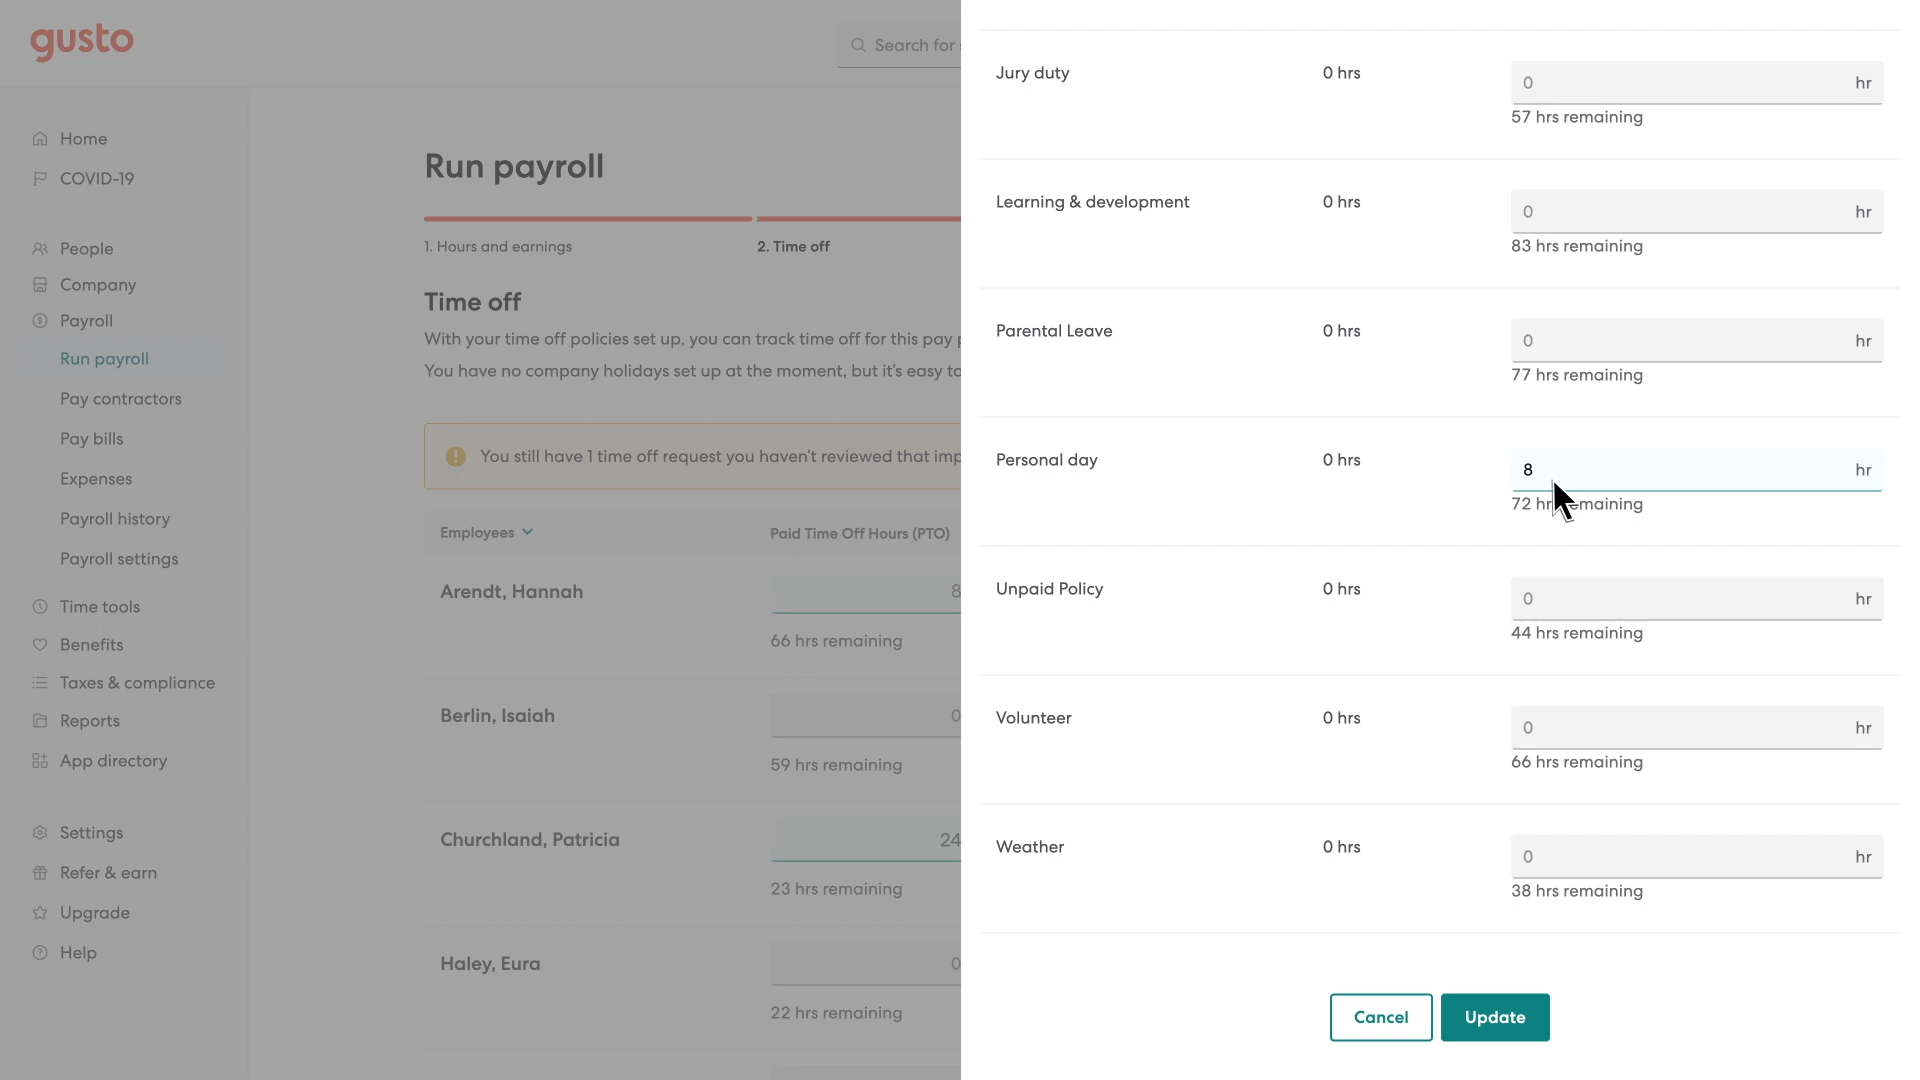 gusto
Search for
Home
COVID-19
People
Company
Payroll
Run payroll
Pay contractors
Pay bills
Expenses
Payroll history
Payroll settings
Time tools
Benefits
Taxes & compliance
Reports
App directory
Settings
Refer & earn
Upgrade
Help
Run payroll
1. Hours and earnings
2. Time off
Time off
With your time off policies set up, you can track time off for this pay
You have no company holidays set up at the moment, but it's easy to
You still have 1 time off request you haven't reviewed that
Employees Paid Time Off Hours (PTO)
Arendt, Hannah 8
66 hrs remaining
Berlin, Isaiah 0
59 hrs remaining
Churchland, Patricia 24
23 hrs remaining
Haley, Eura 0
22 hrs remaining
Jury duty 0 hrs 0 hr
57 hrs remaining
Learning & development 0 hrs 0 hr
83 hrs remaining
Parental Leave 0 hrs 0 hr
77 hrs remaining
Personal day 0 hrs 8 hr
72 hrs remaining
Unpaid Policy 0 hrs 0 hr
44 hrs remaining
Volunteer 0 hrs 0 hr
66 hrs remaining
Weather 0 hrs 0 hr
38 hrs remaining
Cancel Update